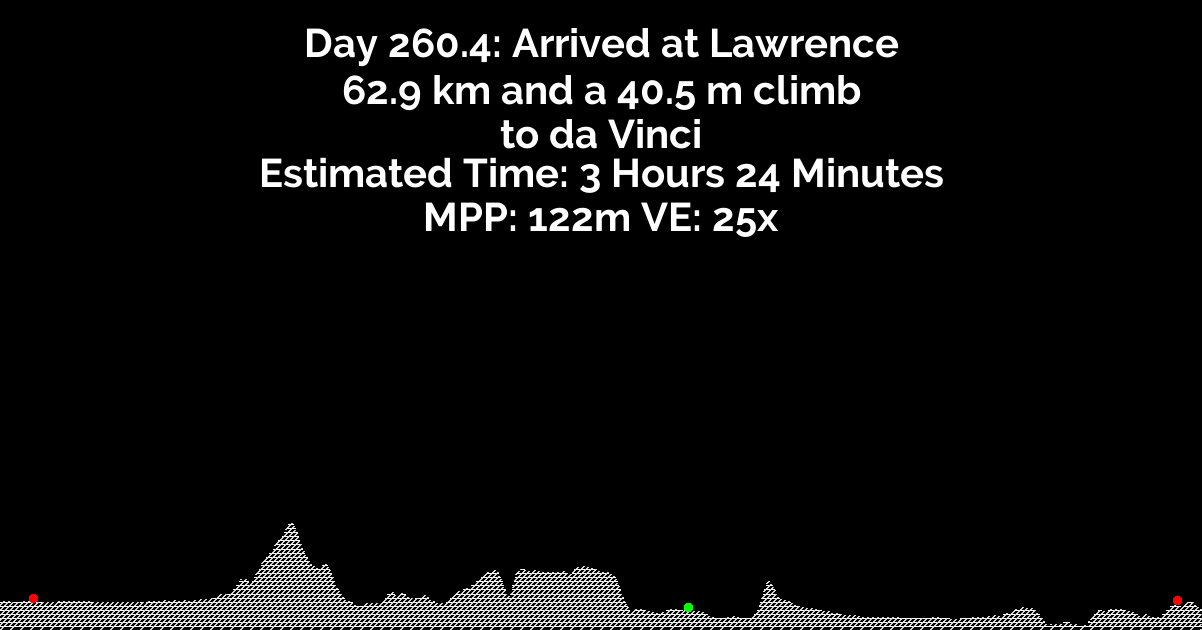 Day 260.4: Arrived at Lawrence
62.9 km and a 40.5 m climb
to da Vinci
Estimated Time: 3 Hours 24 Minutes
MPP: 122m VE: 25x